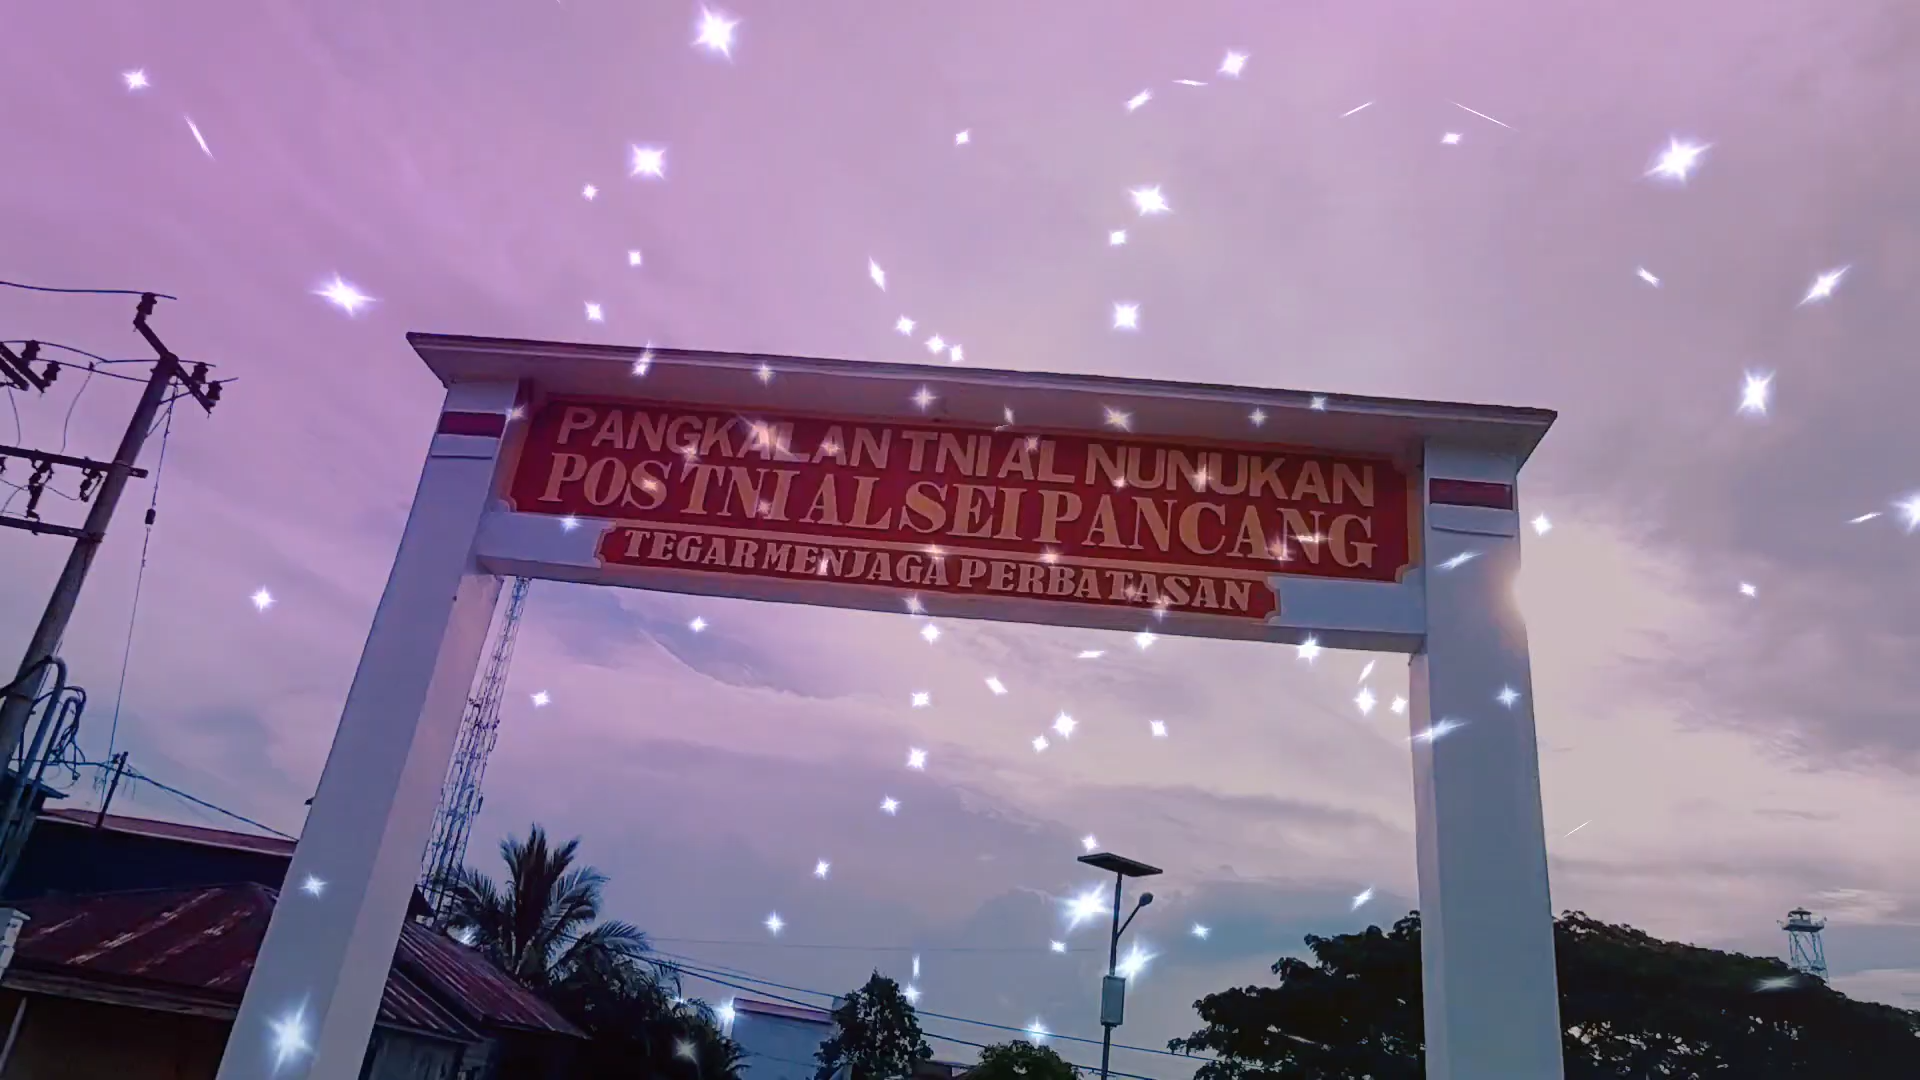 PANGKALAN TNI AL NUNUKAN
POS TNI AL SEI PANCANG
TEGAR MENJAGA PERBATASAN